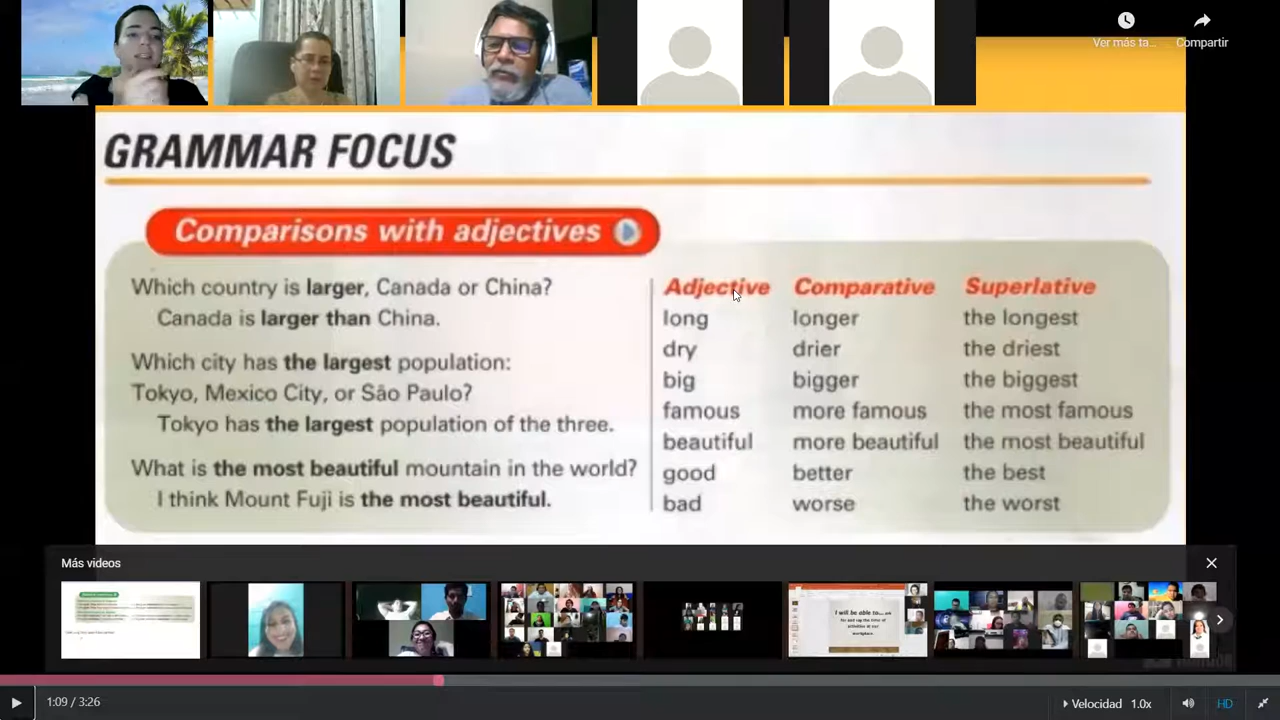 Ver más ta...
Compartir
GRAMMAR FOCUS
Comparisons with adjectives
Which country is larger, Canada or China?
Canada is larger than China.
Which city has the largest population:
Tokyo, Mexico City, or São Paulo?
Tokyo has the largest population of the three.
What is the most beautiful mountain in the world?
I think Mount Fuji is the most beautiful.
Adjective Comparative Superlative
long longer the longest
dry drier the driest
big bigger the biggest
famous more famous the most famous
beautiful more beautiful the most beautiful
good better the best
bad worse the worst
Más videos
I will be able to...
workplace
1:09 / 3:26
Velocidad 1.0x
HD